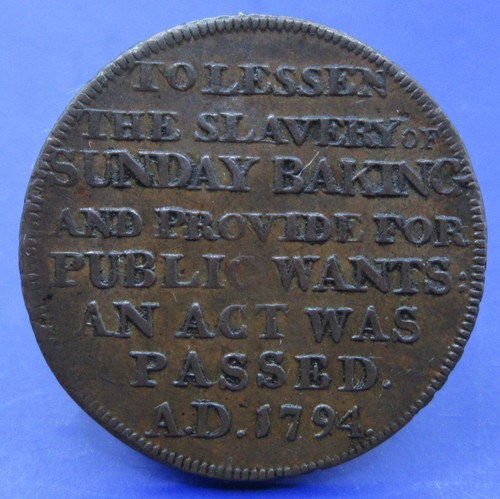 TO LESSEN
THE SLAVERY OF
SUNDAY BAKING
AND PROVIDE FOR
PUBLIC WANTS.
AN ACT WAS
PASSED.
A.D. 1794.